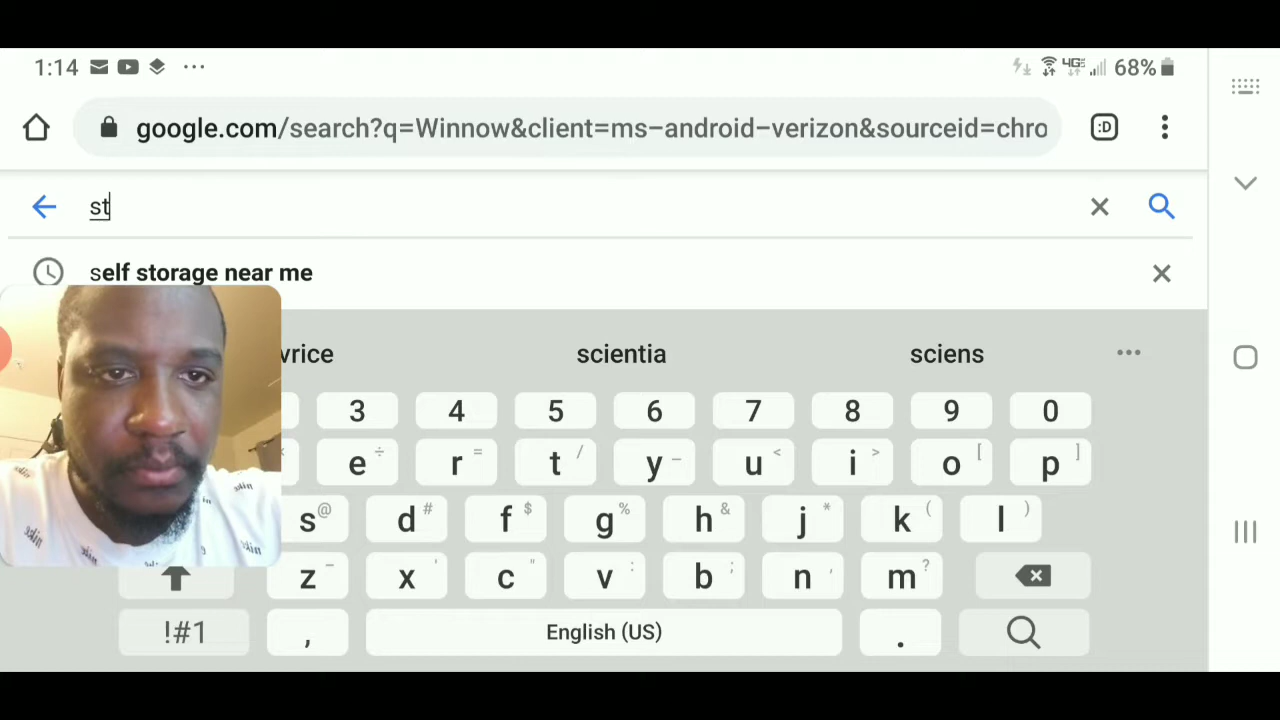 1:14 ... 4GE 68%
google.com/search?q=Winnow&client=ms-android-verizon&sourceid=chro :D
st
self storage near me
vrice scientia sciens ...
3 4 5 6 7 8 9 0
e ÷ r = t / y – u < i > o [ p ]
s @ d # f $ g % h & j * k ( l )
z – x ' c " v : b ; n , m ?
!#1 , English (US) .